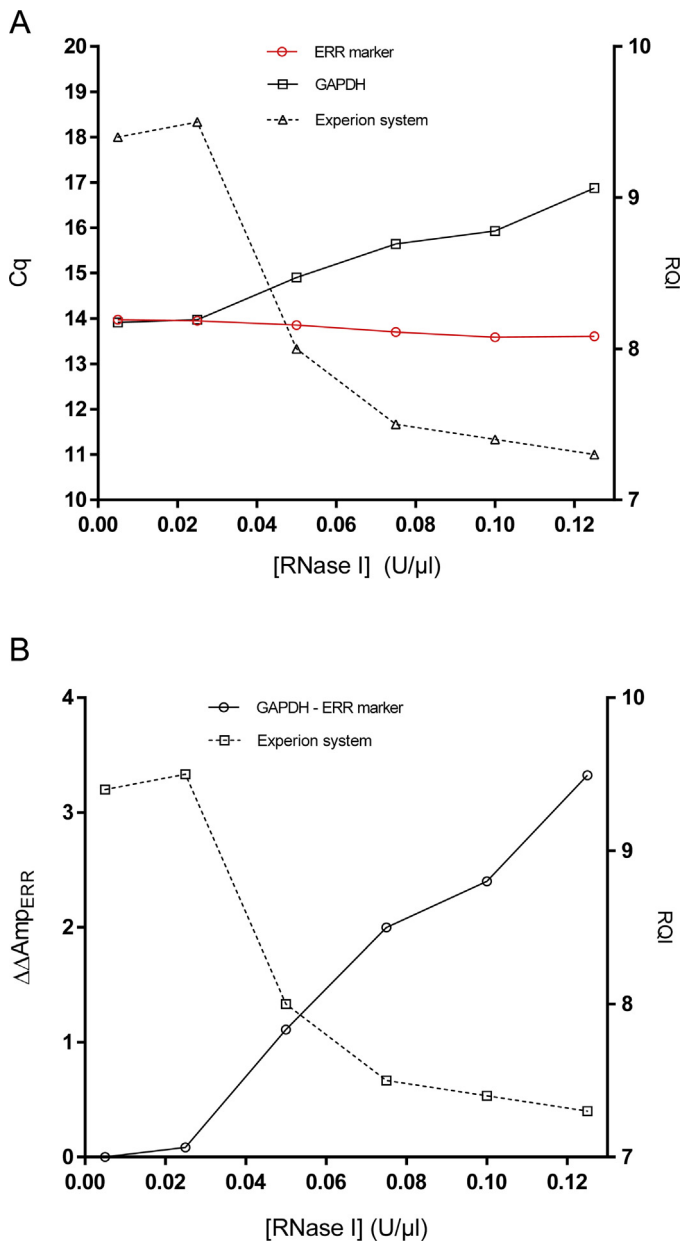 A
ERR marker
GAPDH
Experion system
20
19
18
17
16
15
14
13
12
11
10
Cq
10
9
8
7
RQI
0.00 0.02 0.04 0.06 0.08 0.10 0.12
[RNase I] (U/µl)
B
GAPDH - ERR marker
Experion system
4
3
2
1
0
ΔΔAmpERR
10
9
8
7
RQI
0.00 0.02 0.04 0.06 0.08 0.10 0.12
[RNase I] (U/µl)